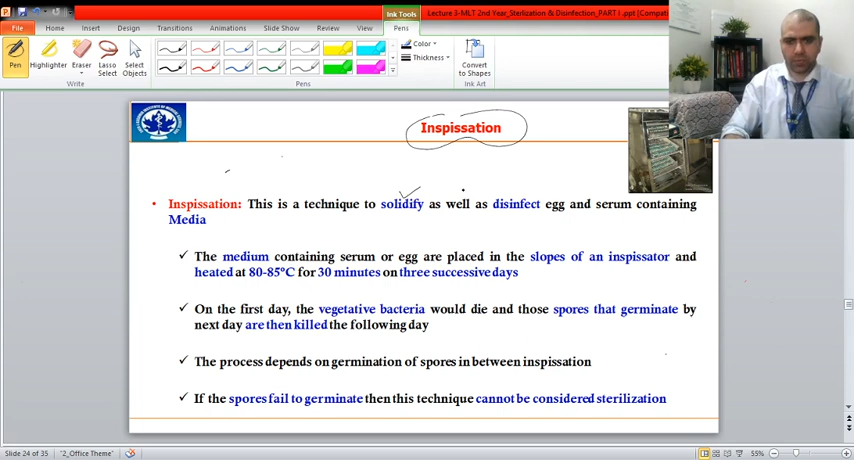 Ink Tools
Lecture 3-MLT 2nd Year_Sterlization & Disinfection_PART I .ppt [Compati
File Home Insert Design Transitions Animations Slide Show Review View Pens
Pen Highlighter Eraser Lasso Select Select Objects
Color
Thickness
Convert to Shapes
Write Pens Ink Art
Inspissation
• Inspissation: This is a technique to solidify as well as disinfect egg and serum containing
Media
✓ The medium containing serum or egg are placed in the slopes of an inspissator and
heated at 80-85°C for 30 minutes on three successive days
✓ On the first day, the vegetative bacteria would die and those spores that germinate by
next day are then killed the following day
✓ The process depends on germination of spores in between inspissation
✓ If the spores fail to germinate then this technique cannot be considered sterilization
Slide 24 of 35 "2_Office Theme" 55%